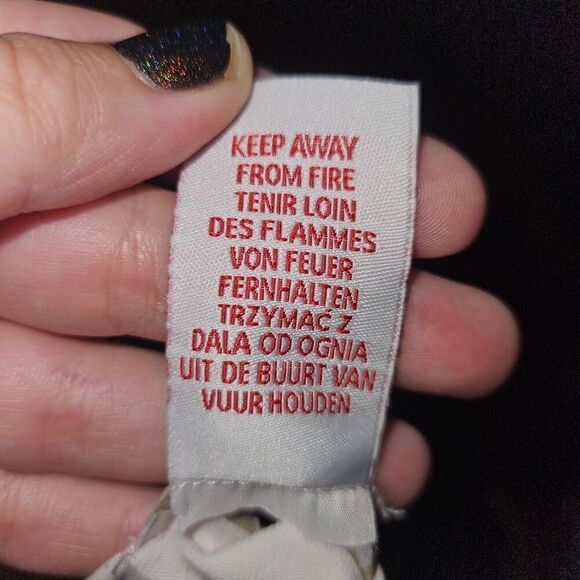 KEEP AWAY
FROM FIRE
TENIR LOIN
DES FLAMMES
VON FEUER
FERNHALTEN
TRZYMAĆ Z
DALA OD OGNIA
UIT DE BUURT VAN
VUUR HOUDEN